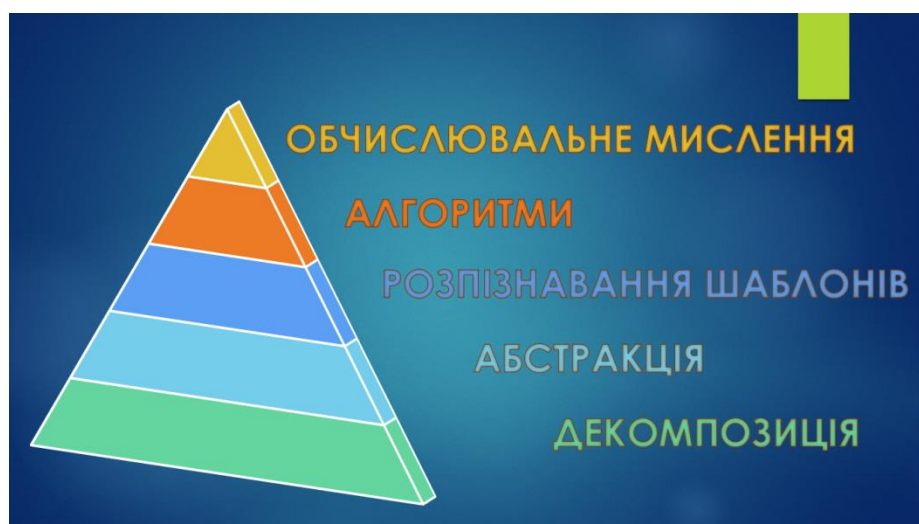 ОБЧИСЛЮВАЛЬНЕ МИСЛЕННЯ
АЛГОРИТМИ
РОЗПІЗНАВАННЯ ШАБЛОНІВ
АБСТРАКЦІЯ
ДЕКОМПОЗИЦІЯ